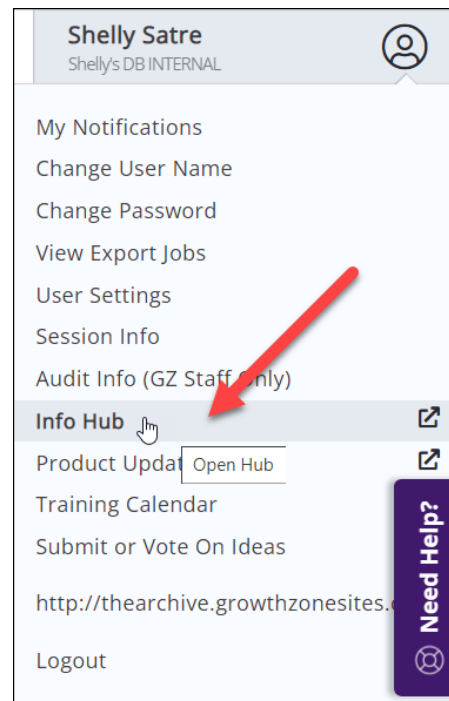 Shelly Satre
Shelly's DB INTERNAL
My Notifications
Change User Name
Change Password
View Export Jobs
User Settings
Session Info
Audit Info (GZ Staff Only)
Info Hub
Open Hub
Product
Training Calendar
Submit or Vote On Ideas
http://thearchive.growthzonesites.
Logout
Need Help?